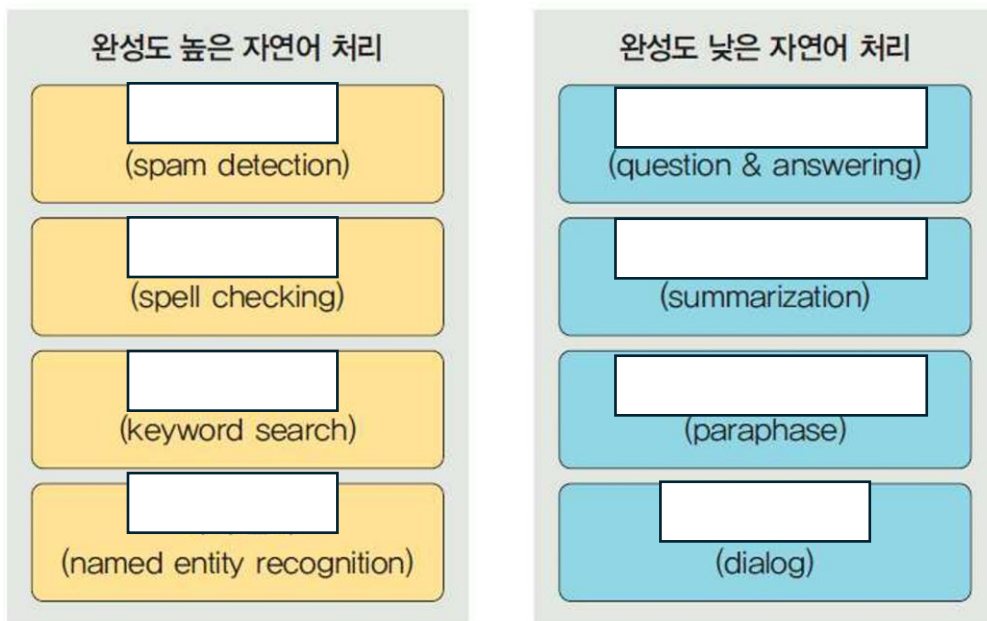 완성도 높은 자연어 처리
(spam detection)
(spell checking)
(keyword search)
(named entity recognition)
완성도 낮은 자연어 처리
(question & answering)
(summarization)
(paraphase)
(dialog)